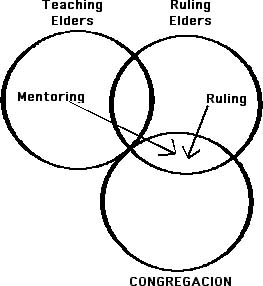 Teaching
Elders
Ruling
Elders
Mentoring
Ruling
CONGREGACION